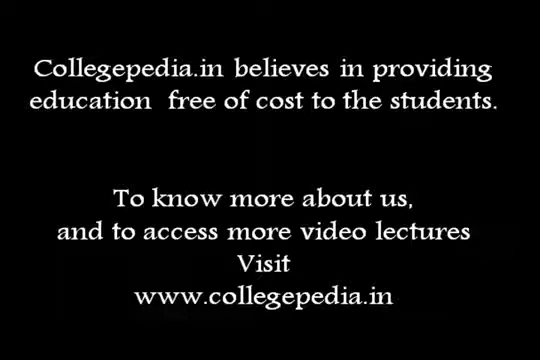 Collegepedia.in believes in providing
education free of cost to the students.
To know more about us,
and to access more video lectures
Visit
www.collegepedia.in